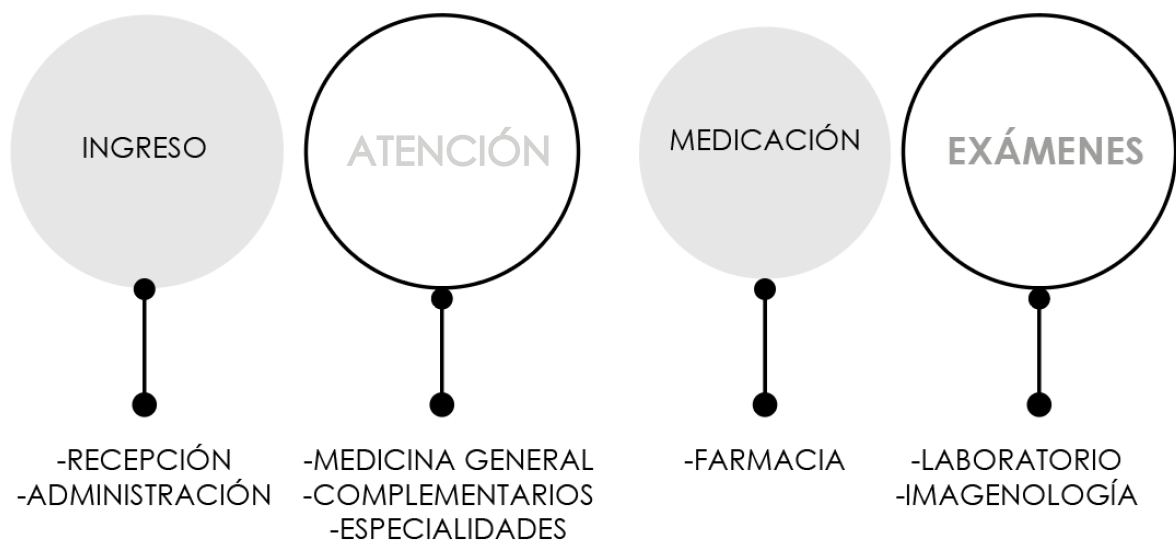 INGRESO
ATENCIÓN
MEDICACIÓN
EXÁMENES
-RECEPCIÓN
-ADMINISTRACIÓN
-MEDICINA GENERAL
-COMPLEMENTARIOS
-ESPECIALIDADES
-FARMACIA
-LABORATORIO
-IMAGENOLOGÍA